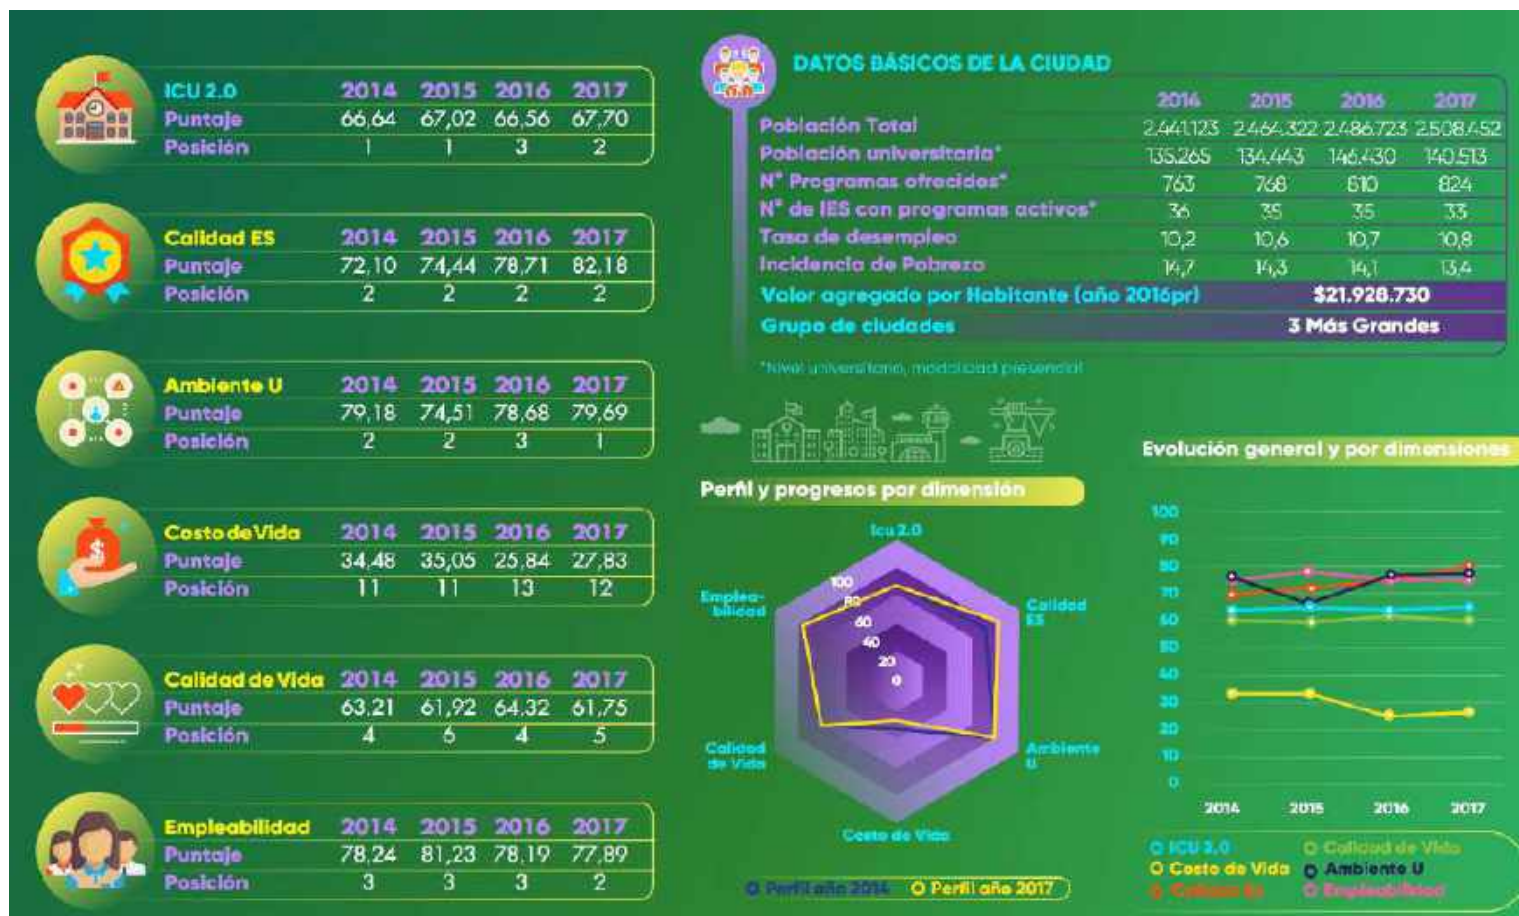 ICU 2.0 2014 2015 2016 2017
Puntaje 66,64 67,02 66,56 67,70
Posición 1 1 3 2
Calidad ES 2014 2015 2016 2017
Puntaje 72,10 74,44 78,71 82,18
Posición 2 2 2 2
Ambiente U 2014 2015 2016 2017
Puntaje 79,18 74,51 78,68 79,69
Posición 2 2 3 1
Costo de Vida 2014 2015 2016 2017
Puntaje 34,48 35,05 25,84 27,83
Posición 11 11 13 12
Calidad de Vida 2014 2015 2016 2017
Puntaje 63,21 61,92 64,32 61,75
Posición 4 6 4 5
Empleabilidad 2014 2015 2016 2017
Puntaje 78,24 81,23 78,19 77,89
Posición 3 3 3 2
DATOS BÁSICOS DE LA CIUDAD
2014 2015 2016 2017
Población Total 2.441.123 2.464.322 2.486.723 2.508.452
Población universitaria* 135.265 134.443 146.430 140.513
N° Programas ofrecidos* 763 768 810 824
N° de IES con programas activos* 36 35 35 33
Tasa de desempleo 10,2 10,6 10,7 10,8
Incidencia de Pobreza 14,7 14,3 14,1 13,4
Valor agregado por Habitante (año 2016pr) $21.928.730
Grupo de ciudades 3 Más Grandes
*Nivel universitario, modalidad presencial
Perfil y progresos por dimensión
Icu 2.0
Calidad
ES
Ambiente
U
Costo de Vida
Calidad
de Vida
Emplea-
bilidad
100
80
60
40
20
0
Perfil año 2014 Perfil año 2017
Evolución general y por dimensiones
100
90
80
70
60
50
40
30
20
10
0
2014 2015 2016 2017
ICU 2.0 Calidad de Vida
Costo de Vida Ambiente U
Calidad Es Empleabilidad